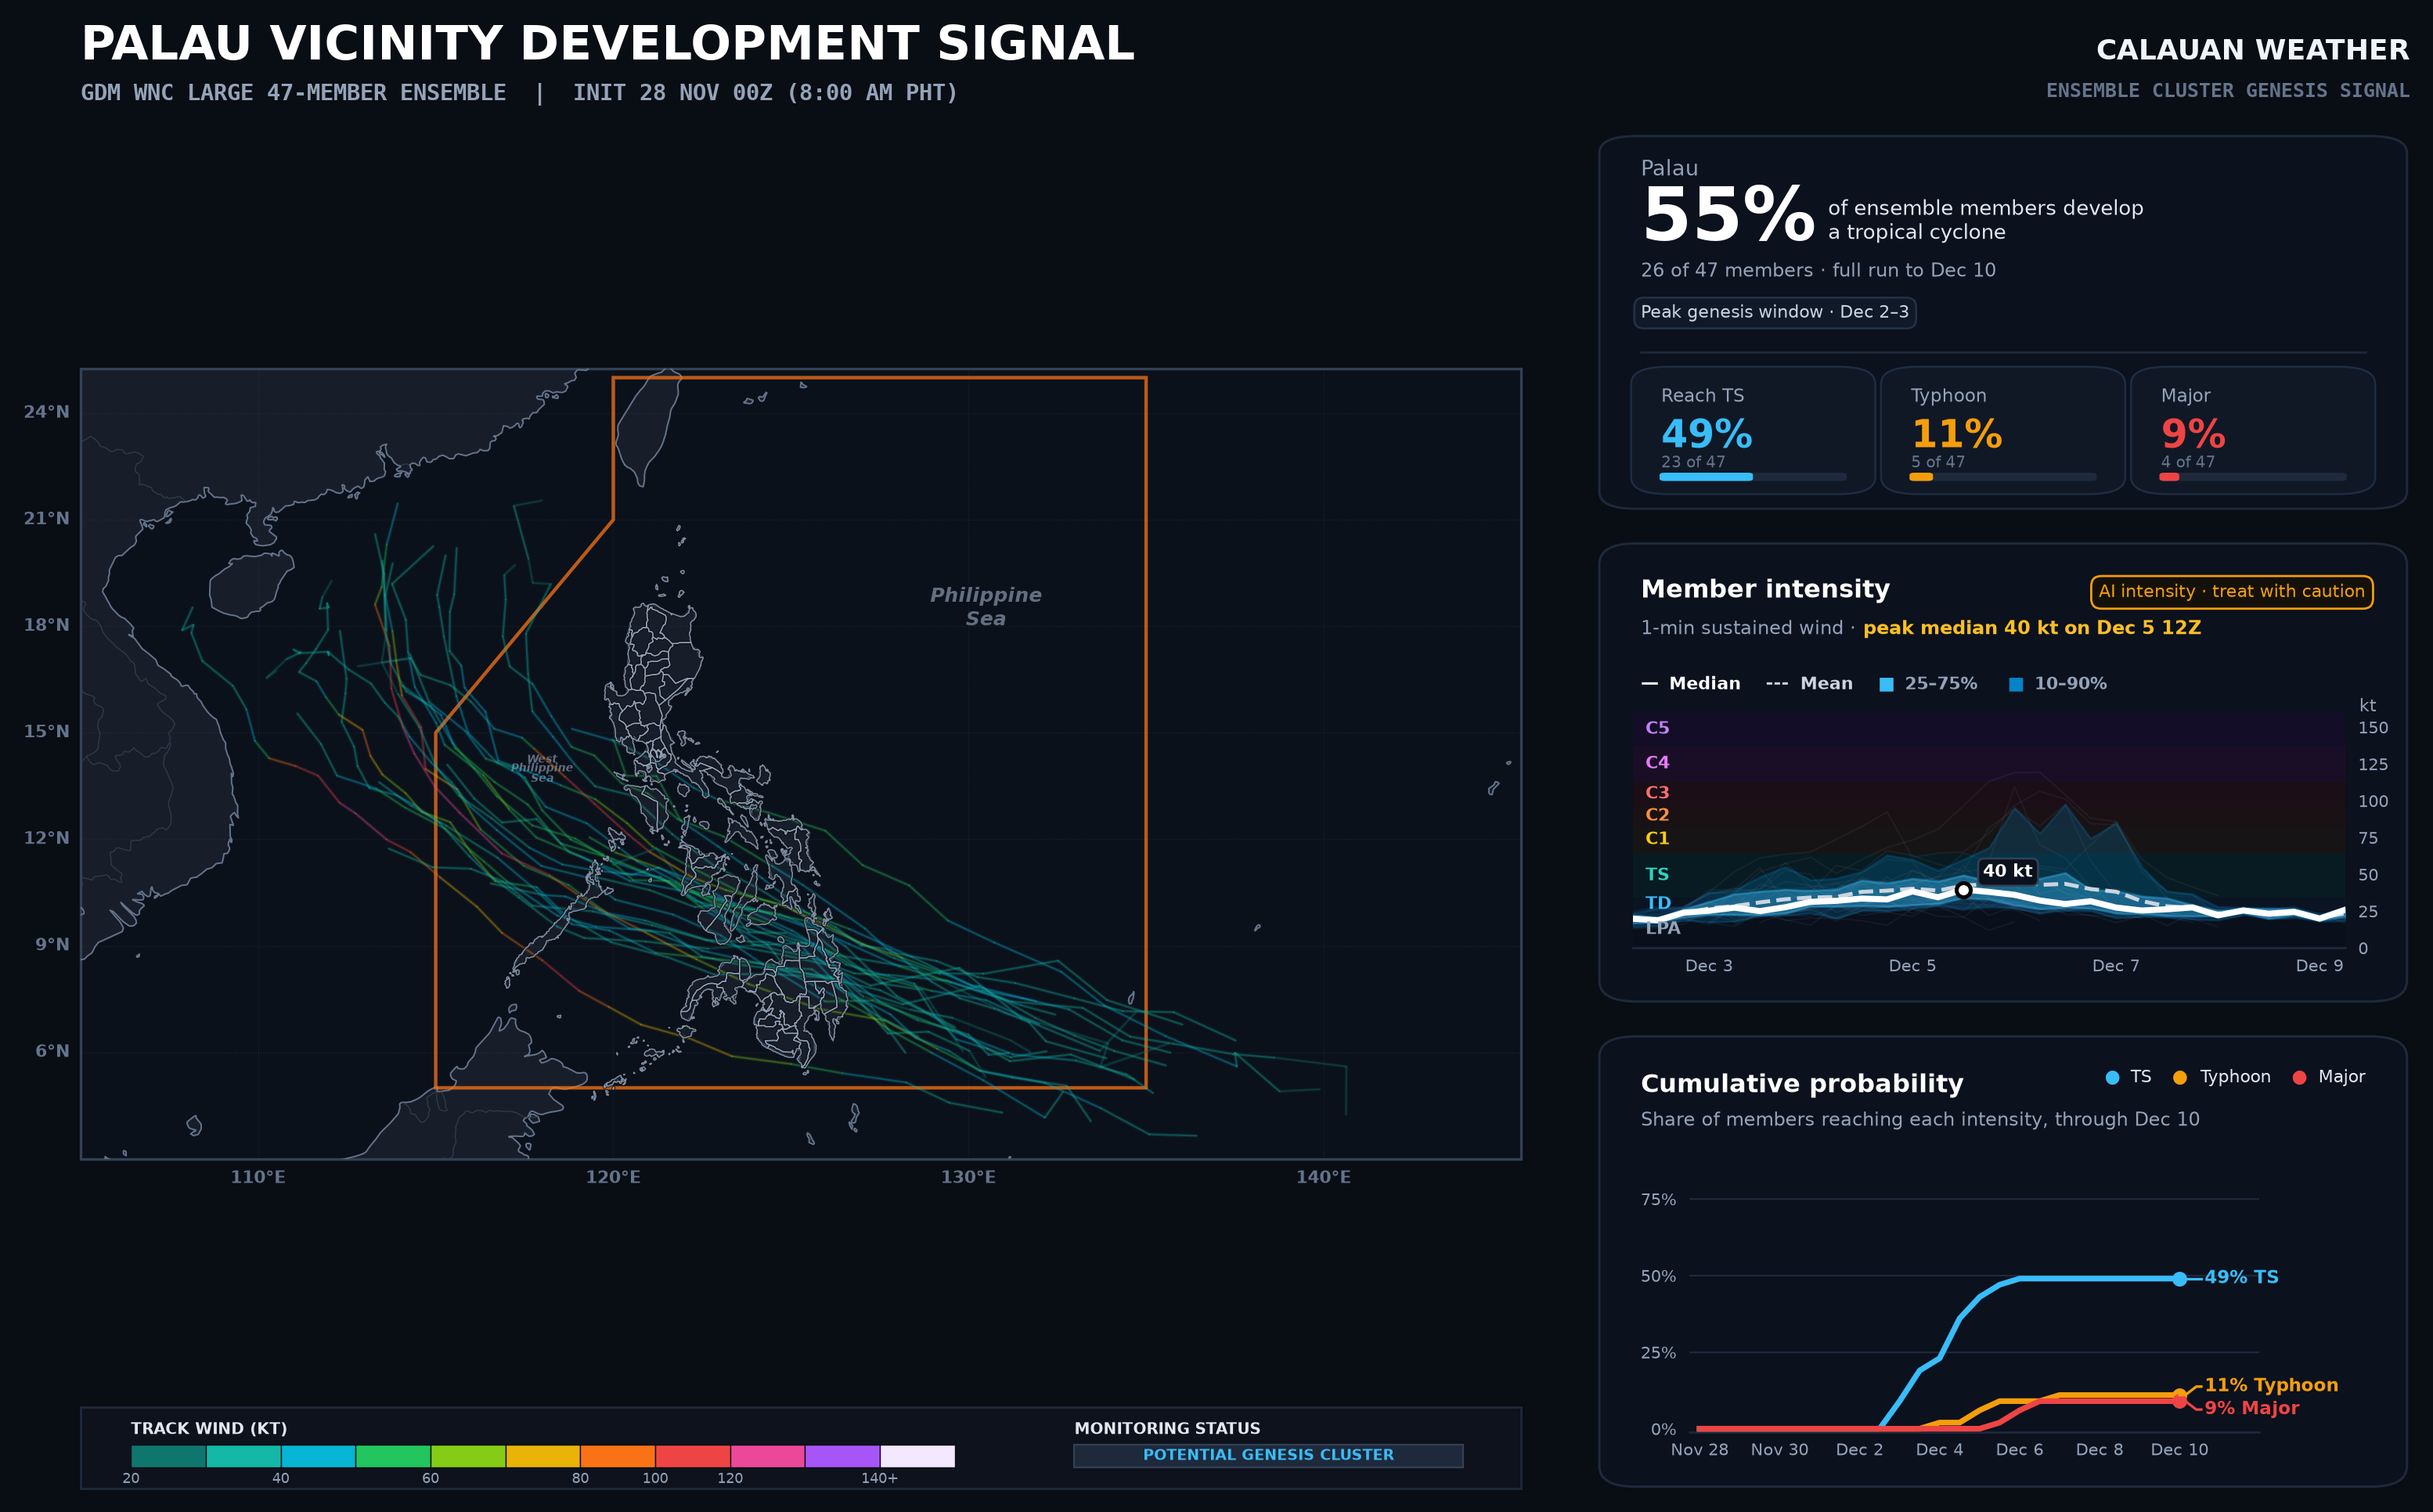 PALAU VICINITY DEVELOPMENT SIGNAL
GDM WNC LARGE 47-MEMBER ENSEMBLE | INIT 28 NOV 00Z (8:00 AM PHT)
CALAUAN WEATHER
ENSEMBLE CLUSTER GENESIS SIGNAL
24°N
21°N
18°N
15°N
12°N
9°N
6°N
110°E
120°E
130°E
140°E
Philippine
Sea
West
Philippine
Sea
TRACK WIND (KT)
20
40
60
80
100
120
140+
MONITORING STATUS
POTENTIAL GENESIS CLUSTER
Palau
55%
of ensemble members develop
a tropical cyclone
26 of 47 members · full run to Dec 10
Peak genesis window · Dec 2–3
Reach TS
49%
23 of 47
Typhoon
11%
5 of 47
Major
9%
4 of 47
Member intensity
AI intensity · treat with caution
1-min sustained wind · peak median 40 kt on Dec 5 12Z
Median
Mean
25–75%
10–90%
kt
C5
C4
C3
C2
C1
TS
TD
LPA
40 kt
150
125
100
75
50
25
0
Dec 3
Dec 5
Dec 7
Dec 9
Cumulative probability
TS
Typhoon
Major
Share of members reaching each intensity, through Dec 10
75%
50%
25%
0%
49% TS
11% Typhoon
9% Major
Nov 28
Nov 30
Dec 2
Dec 4
Dec 6
Dec 8
Dec 10